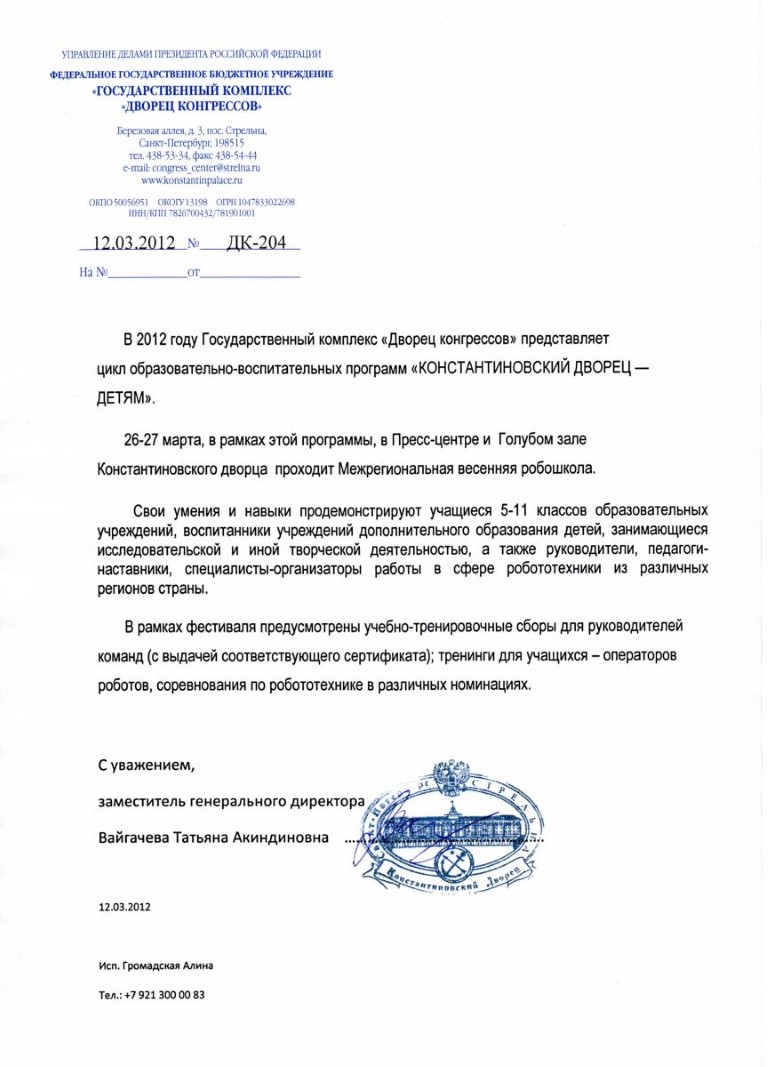 УПРАВЛЕНИЕ ДЕЛАМИ ПРЕЗИДЕНТА РОССИЙСКОЙ ФЕДЕРАЦИИ
ФЕДЕРАЛЬНОЕ ГОСУДАРСТВЕННОЕ БЮДЖЕТНОЕ УЧРЕЖДЕНИЕ
«ГОСУДАРСТВЕННЫЙ КОМПЛЕКС
«ДВОРЕЦ КОНГРЕССОВ»
Березовая аллея, д. 3, пос. Стрельна,
Санкт-Петербург, 198515
тел. 438-53-34, факс 438-54-44
e-mail: congress_center@strelna.ru
www.konstantinpalace.ru
ОКПО 50056951 ОКОГУ 13198 ОГРН 1047833022698
ИНН/КПП 7826700432/781901001
12.03.2012 № ДК-204
На № от
В 2012 году Государственный комплекс «Дворец конгрессов» представляет
цикл образовательно-воспитательных программ «КОНСТАНТИНОВСКИЙ ДВОРЕЦ —
ДЕТЯМ».
26-27 марта, в рамках этой программы, в Пресс-центре и Голубом зале
Константиновского дворца проходит Межрегиональная весенняя робошкола.
Свои умения и навыки продемонстрируют учащиеся 5-11 классов образовательных
учреждений, воспитанники учреждений дополнительного образования детей, занимающиеся
исследовательской и иной творческой деятельностью, а также руководители, педагоги-
наставники, специалисты-организаторы работы в сфере робототехники из различных
регионов страны.
В рамках фестиваля предусмотрены учебно-тренировочные сборы для руководителей
команд (с выдачей соответствующего сертификата); тренинги для учащихся – операторов
роботов, соревнования по робототехнике в различных номинациях.
С уважением,
заместитель генерального директора
Вайгачева Татьяна Акиндиновна
Санкт-Петербург СТРЕЛЬНА
Константиновский Дворец
12.03.2012
Исп. Громадская Алина
Тел.: +7 921 300 00 83